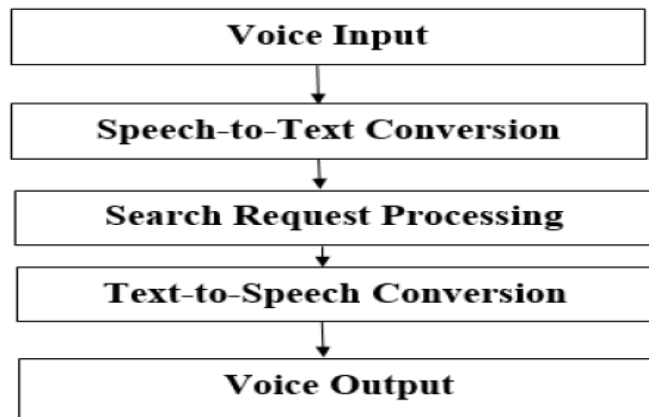 Voice Input
Speech-to-Text Conversion
Search Request Processing
Text-to-Speech Conversion
Voice Output